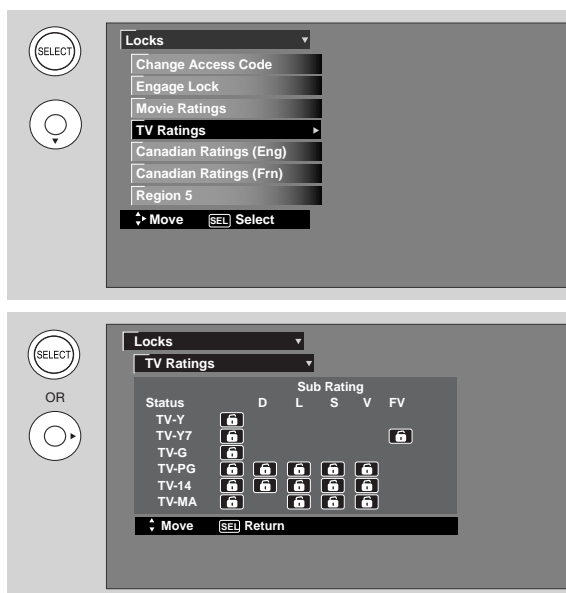 SELECT
Locks
Change Access Code
Engage Lock
Movie Ratings
TV Ratings
Canadian Ratings (Eng)
Canadian Ratings (Frn)
Region 5
Move SEL Select
SELECT
OR
Locks
TV Ratings
Sub Rating
Status D L S V FV
TV-Y
TV-Y7
TV-G
TV-PG
TV-14
TV-MA
Move SEL Return